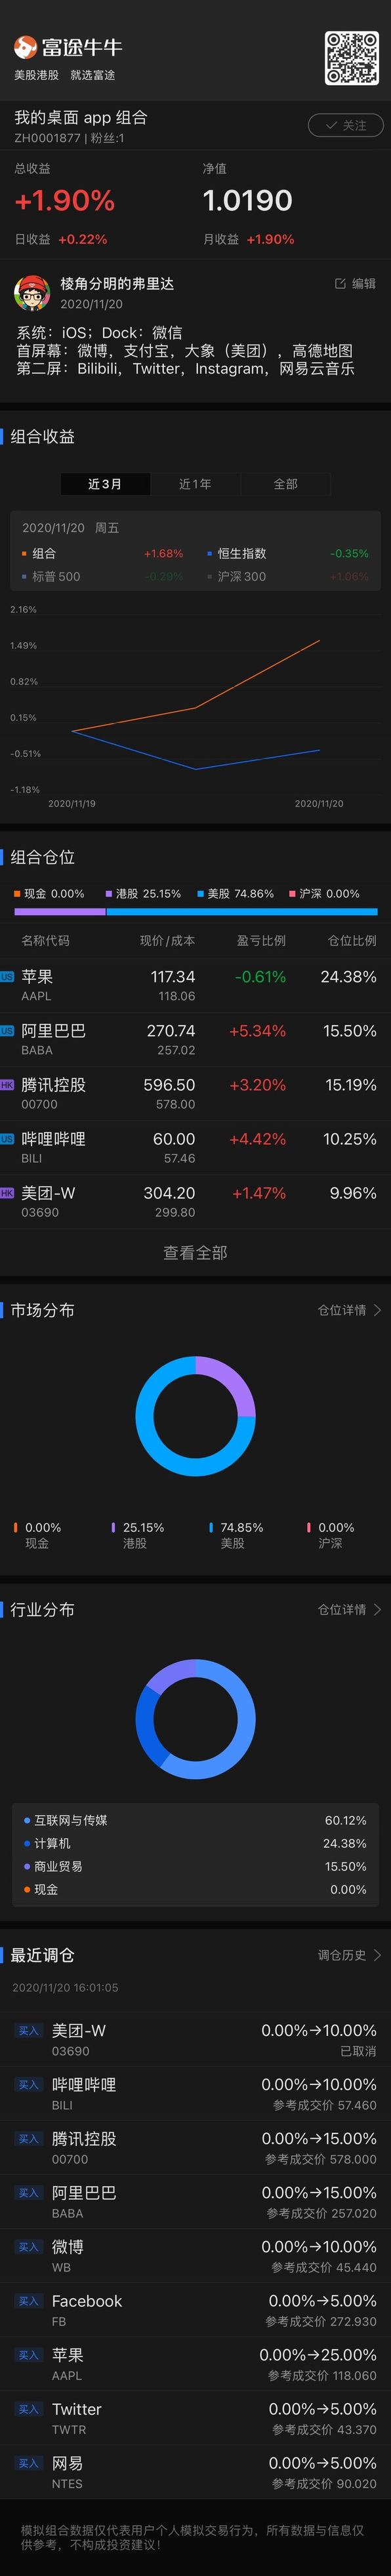 富途牛牛
美股港股 就选富途
我的桌面 app 组合
ZH0001877 | 粉丝:1
关注
总收益
净值
+1.90%
1.0190
日收益 +0.22%
月收益 +1.90%
棱角分明的弗里达
编辑
2020/11/20
系统：iOS；Dock：微信
首屏幕：微博，支付宝，大象（美团），高德地图
第二屏：Bilibili，Twitter，Instagram，网易云音乐
组合收益
近3月
近1年
全部
2020/11/20 周五
组合 +1.68%
恒生指数 -0.35%
标普500 -0.29%
沪深300 +1.06%
2.16%
1.49%
0.82%
0.15%
-0.51%
-1.18%
2020/11/19
2020/11/20
组合仓位
现金 0.00% 港股 25.15% 美股 74.86% 沪深 0.00%
名称代码 现价/成本 盈亏比例 仓位比例
US 苹果 117.34 -0.61% 24.38%
AAPL 118.06
US 阿里巴巴 270.74 +5.34% 15.50%
BABA 257.02
HK 腾讯控股 596.50 +3.20% 15.19%
00700 578.00
US 哔哩哔哩 60.00 +4.42% 10.25%
BILI 57.46
HK 美团-W 304.20 +1.47% 9.96%
03690 299.80
查看全部
市场分布
仓位详情
0.00% 25.15% 74.85% 0.00%
现金 港股 美股 沪深
行业分布
仓位详情
互联网与传媒 60.12%
计算机 24.38%
商业贸易 15.50%
现金 0.00%
最近调仓
调仓历史
2020/11/20 16:01:05
买入 美团-W 0.00%→10.00%
03690 已取消
买入 哔哩哔哩 0.00%→10.00%
BILI 参考成交价 57.460
买入 腾讯控股 0.00%→15.00%
00700 参考成交价 578.000
买入 阿里巴巴 0.00%→15.00%
BABA 参考成交价 257.020
买入 微博 0.00%→10.00%
WB 参考成交价 45.440
买入 Facebook 0.00%→5.00%
FB 参考成交价 272.930
买入 苹果 0.00%→25.00%
AAPL 参考成交价 118.060
买入 Twitter 0.00%→5.00%
TWTR 参考成交价 43.370
买入 网易 0.00%→5.00%
NTES 参考成交价 90.020
模拟组合数据仅代表用户个人模拟交易行为，所有数据与信息仅
供参考，不构成投资建议！